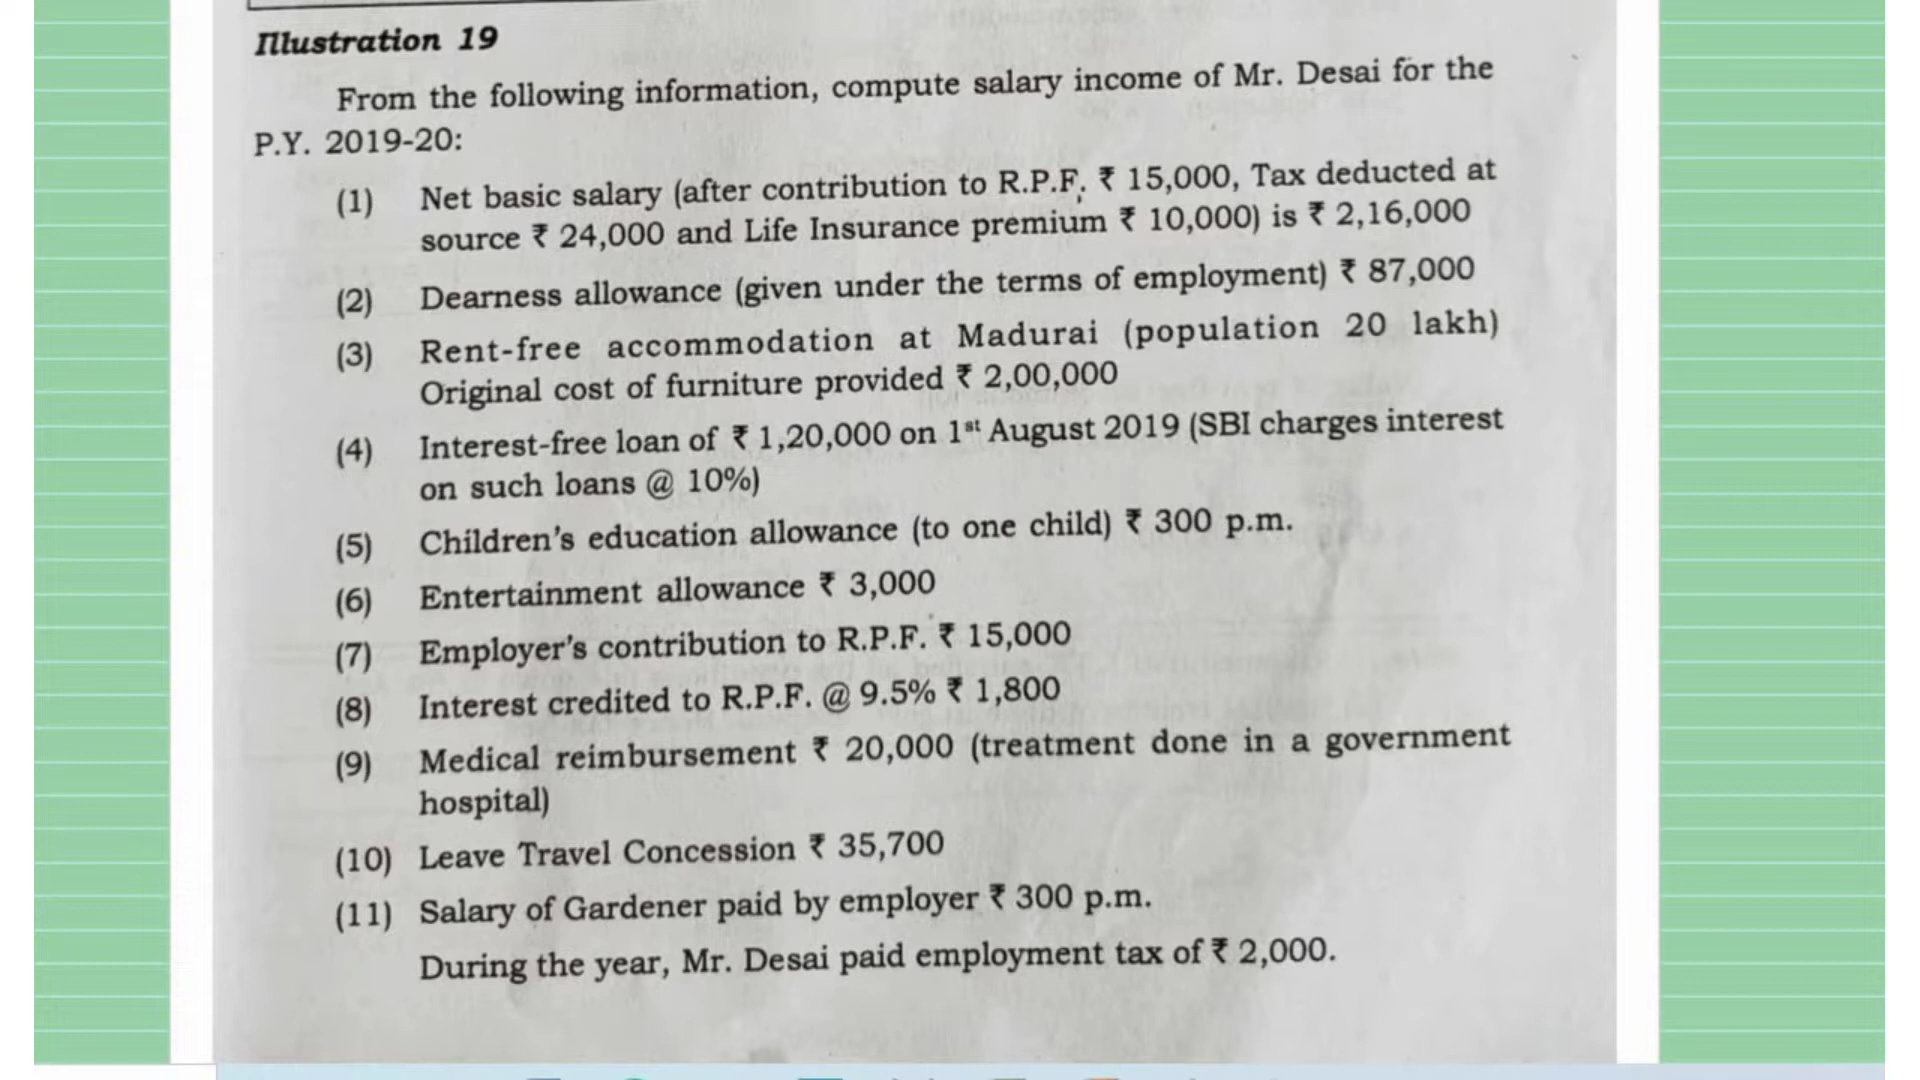 Illustration 19
From the following information, compute salary income of Mr. Desai for the
P.Y. 2019-20:
(1) Net basic salary (after contribution to R.P.F. ₹ 15,000, Tax deducted at
source ₹ 24,000 and Life Insurance premium ₹ 10,000) is ₹ 2,16,000
(2) Dearness allowance (given under the terms of employment) ₹ 87,000
(3) Rent-free accommodation at Madurai (population 20 lakh)
Original cost of furniture provided ₹ 2,00,000
(4) Interest-free loan of ₹ 1,20,000 on 1st August 2019 (SBI charges interest
on such loans @ 10%)
(5) Children's education allowance (to one child) ₹ 300 p.m.
(6) Entertainment allowance ₹ 3,000
(7) Employer's contribution to R.P.F. ₹ 15,000
(8) Interest credited to R.P.F. @ 9.5% ₹ 1,800
(9) Medical reimbursement ₹ 20,000 (treatment done in a government
hospital)
(10) Leave Travel Concession ₹ 35,700
(11) Salary of Gardener paid by employer ₹ 300 p.m.
During the year, Mr. Desai paid employment tax of ₹ 2,000.